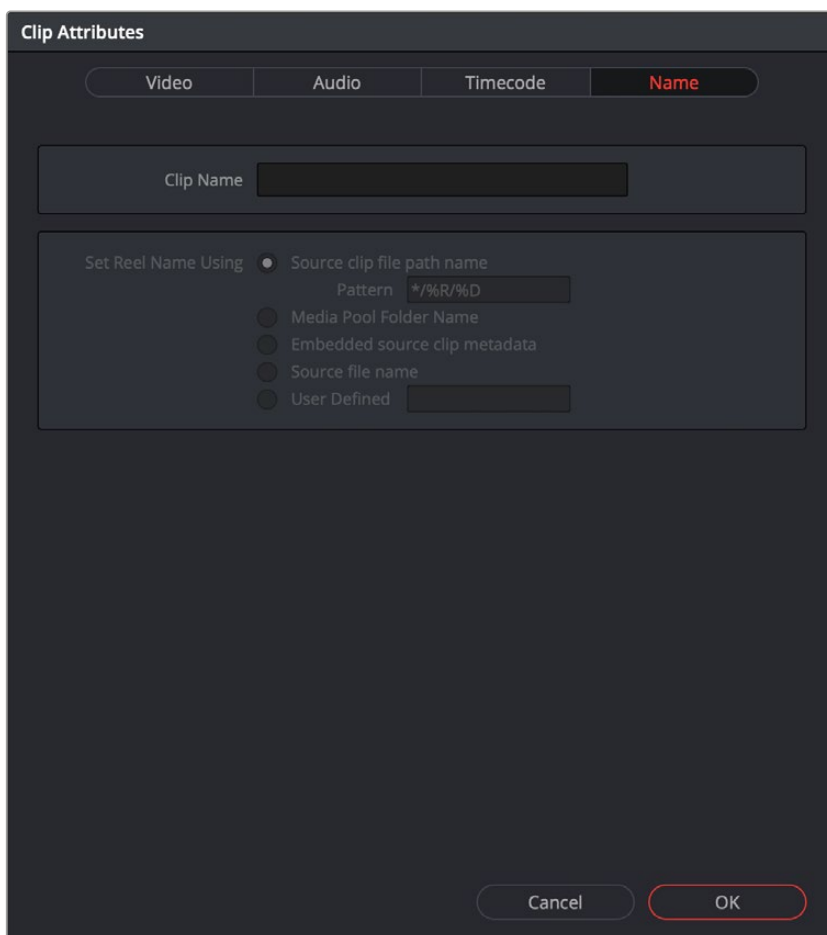 Clip Attributes
Video Audio Timecode Name
Clip Name
Set Reel Name Using Source clip file path name
Pattern */%R/%D
Media Pool Folder Name
Embedded source clip metadata
Source file name
User Defined
Cancel OK